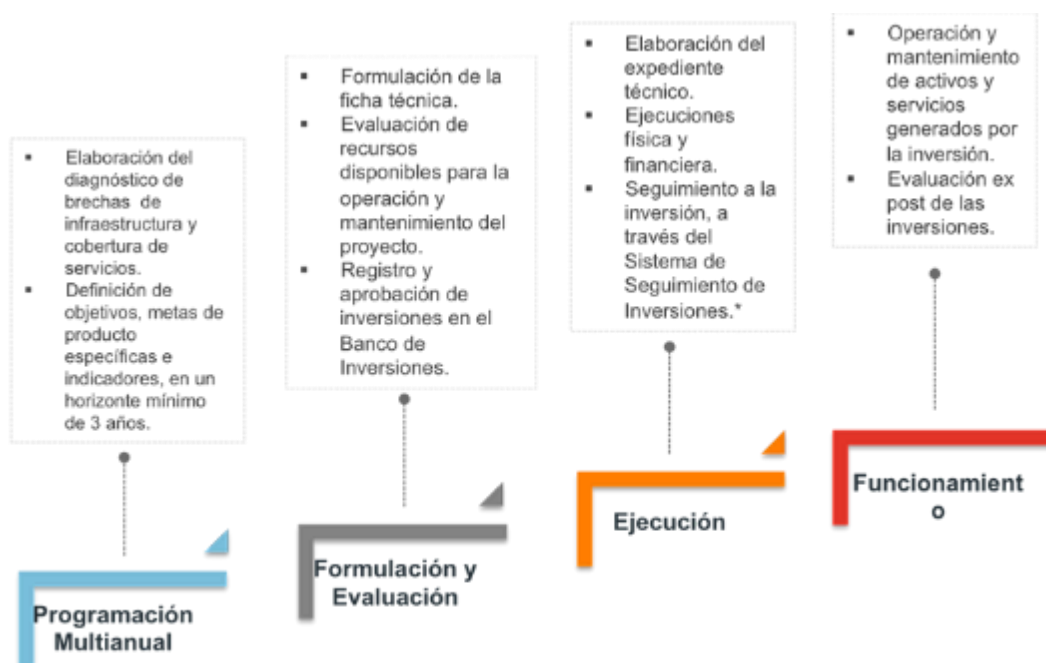 ▪ Elaboración del
diagnóstico de
brechas de
infraestructura y
cobertura de
servicios.
▪ Definición de
objetivos, metas de
producto
específicas e
indicadores, en un
horizonte mínimo
de 3 años.
Programación
Multianual
▪ Formulación de la
ficha técnica.
▪ Evaluación de
recursos
disponibles para la
operación y
mantenimiento del
proyecto.
▪ Registro y
aprobación de
inversiones en el
Banco de
Inversiones.
Formulación y
Evaluación
▪ Elaboración del
expediente
técnico.
▪ Ejecuciones
física y
financiera.
▪ Seguimiento a la
inversión, a
través del
Sistema de
Seguimiento de
Inversiones.*
Ejecución
▪ Operación y
mantenimiento
de activos y
servicios
generados por
la inversión.
▪ Evaluación ex
post de las
inversiones.
Funcionamient
o